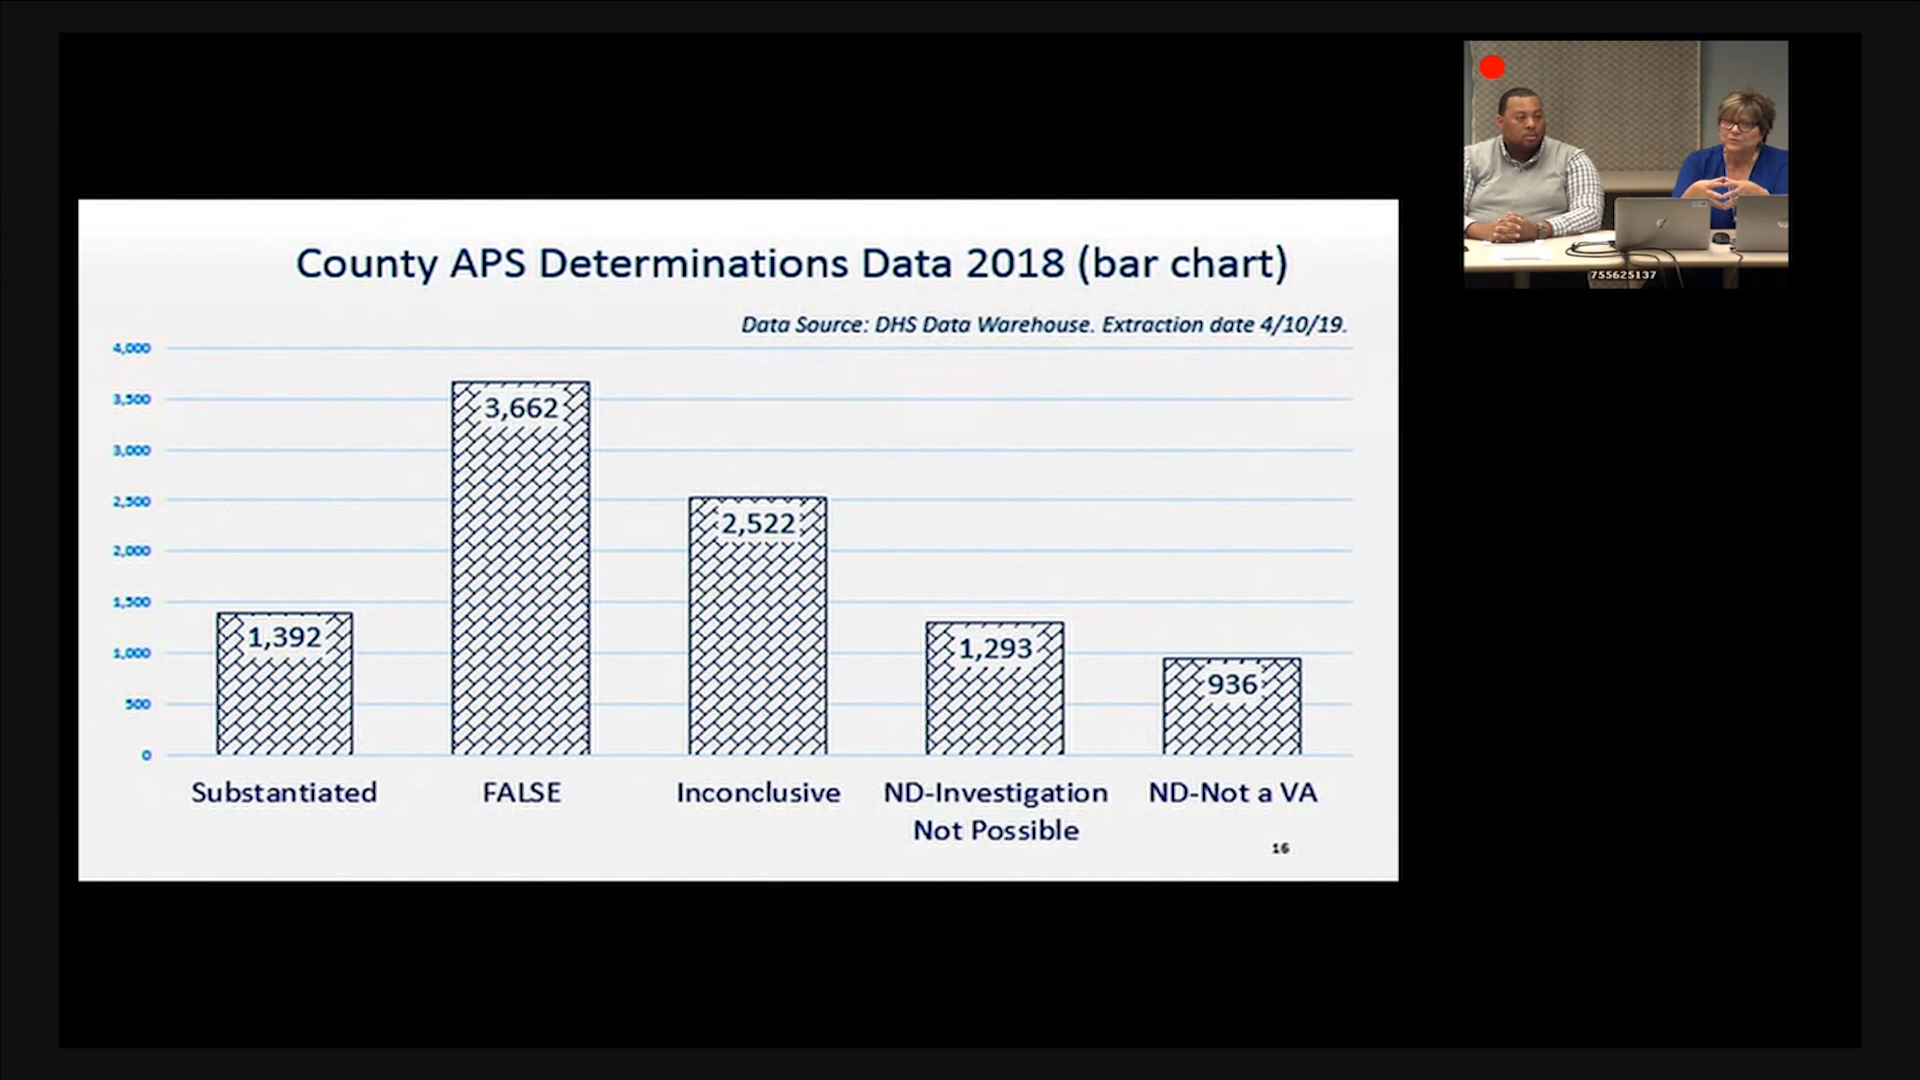 County APS Determinations Data 2018 (bar chart)
Data Source: DHS Data Warehouse. Extraction date 4/10/19.
4,000
3,500
3,000
2,500
2,000
1,500
1,000
500
0
1,392
3,662
2,522
1,293
936
Substantiated
FALSE
Inconclusive
ND-Investigation
Not Possible
ND-Not a VA
16
755625137